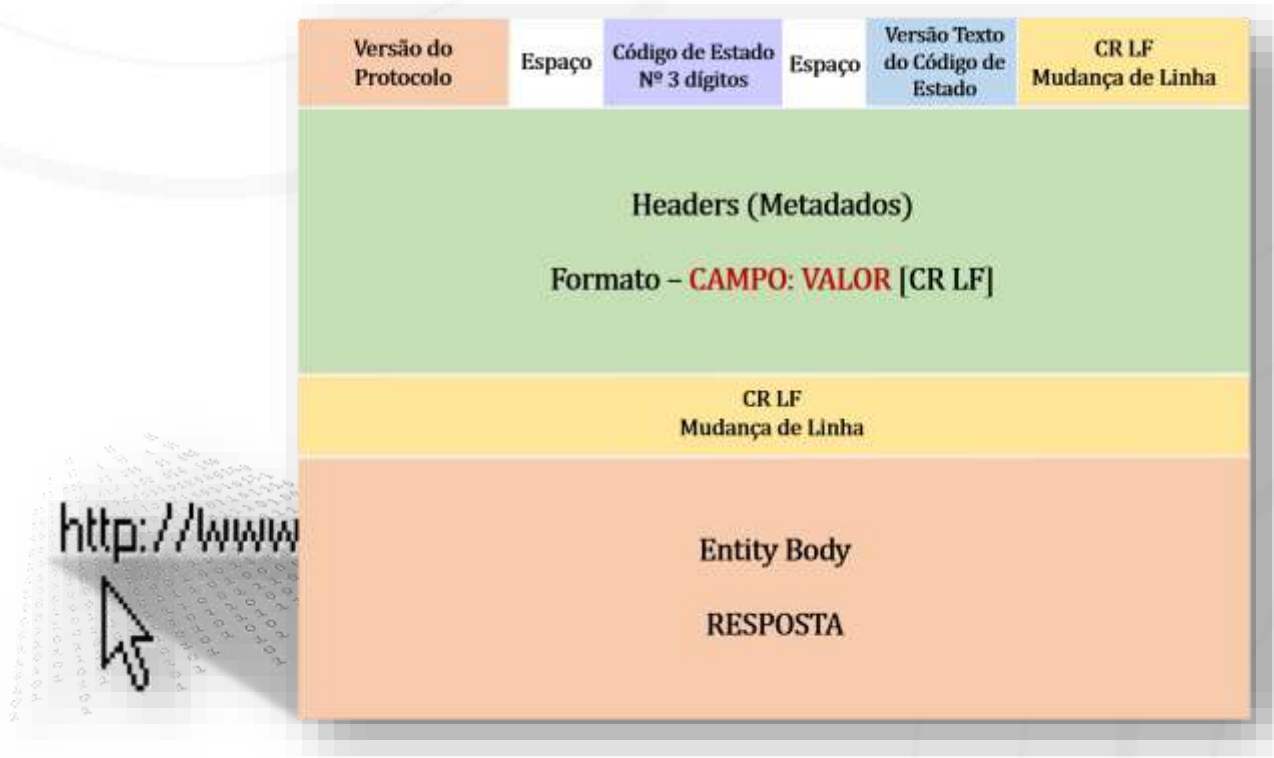 Versão do
Protocolo
Espaço
Código de Estado
Nº 3 dígitos
Espaço
Versão Texto
do Código de
Estado
CR LF
Mudança de Linha
Headers (Metadados)
Formato – CAMPO: VALOR [CR LF]
CR LF
Mudança de Linha
http://www
Entity Body
RESPOSTA